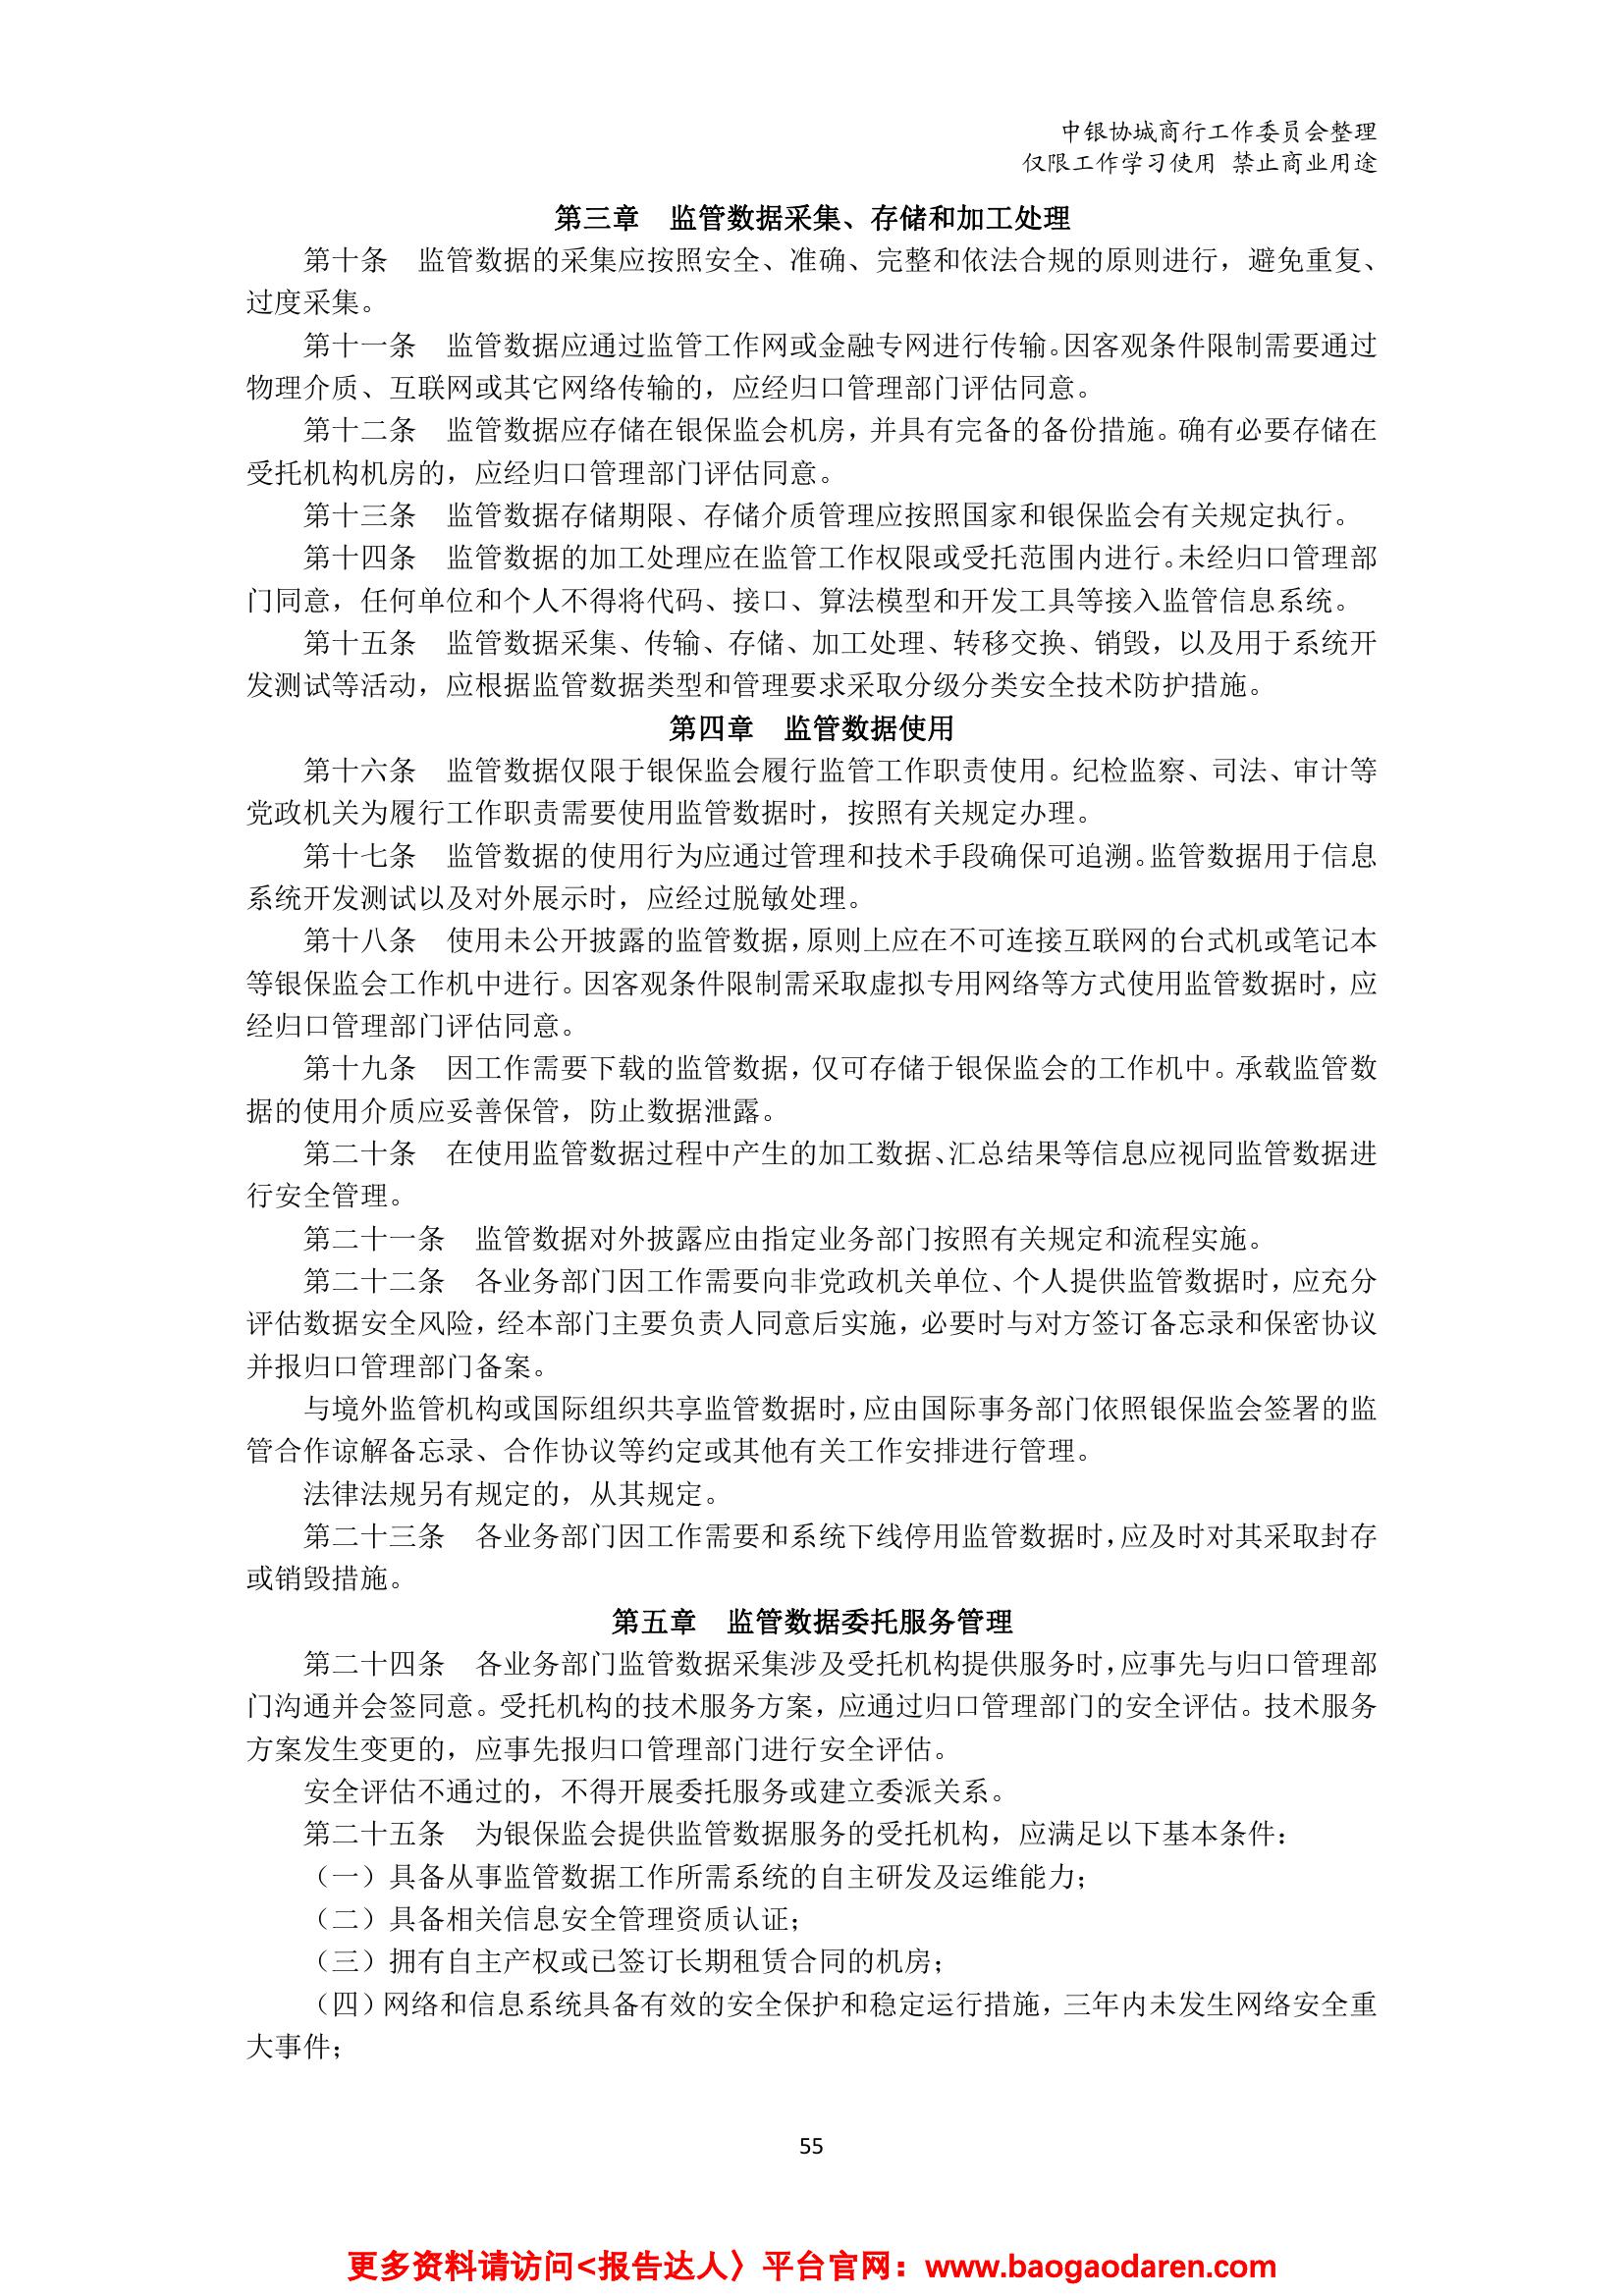 中银协城商行工作委员会整理
仅限工作学习使用 禁止商业用途
第三章　监管数据采集、存储和加工处理
第十条　监管数据的采集应按照安全、准确、完整和依法合规的原则进行，避免重复、
过度采集。
第十一条　监管数据应通过监管工作网或金融专网进行传输。因客观条件限制需要通过
物理介质、互联网或其它网络传输的，应经归口管理部门评估同意。
第十二条　监管数据应存储在银保监会机房，并具有完备的备份措施。确有必要存储在
受托机构机房的，应经归口管理部门评估同意。
第十三条　监管数据存储期限、存储介质管理应按照国家和银保监会有关规定执行。
第十四条　监管数据的加工处理应在监管工作权限或受托范围内进行。未经归口管理部
门同意，任何单位和个人不得将代码、接口、算法模型和开发工具等接入监管信息系统。
第十五条　监管数据采集、传输、存储、加工处理、转移交换、销毁，以及用于系统开
发测试等活动，应根据监管数据类型和管理要求采取分级分类安全技术防护措施。
第四章　监管数据使用
第十六条　监管数据仅限于银保监会履行监管工作职责使用。纪检监察、司法、审计等
党政机关为履行工作职责需要使用监管数据时，按照有关规定办理。
第十七条　监管数据的使用行为应通过管理和技术手段确保可追溯。监管数据用于信息
系统开发测试以及对外展示时，应经过脱敏处理。
第十八条　使用未公开披露的监管数据，原则上应在不可连接互联网的台式机或笔记本
等银保监会工作机中进行。因客观条件限制需采取虚拟专用网络等方式使用监管数据时，应
经归口管理部门评估同意。
第十九条　因工作需要下载的监管数据，仅可存储于银保监会的工作机中。承载监管数
据的使用介质应妥善保管，防止数据泄露。
第二十条　在使用监管数据过程中产生的加工数据、汇总结果等信息应视同监管数据进
行安全管理。
第二十一条　监管数据对外披露应由指定业务部门按照有关规定和流程实施。
第二十二条　各业务部门因工作需要向非党政机关单位、个人提供监管数据时，应充分
评估数据安全风险，经本部门主要负责人同意后实施，必要时与对方签订备忘录和保密协议
并报归口管理部门备案。
与境外监管机构或国际组织共享监管数据时，应由国际事务部门依照银保监会签署的监
管合作谅解备忘录、合作协议等约定或其他有关工作安排进行管理。
法律法规另有规定的，从其规定。
第二十三条　各业务部门因工作需要和系统下线停用监管数据时，应及时对其采取封存
或销毁措施。
第五章　监管数据委托服务管理
第二十四条　各业务部门监管数据采集涉及受托机构提供服务时，应事先与归口管理部
门沟通并会签同意。受托机构的技术服务方案，应通过归口管理部门的安全评估。技术服务
方案发生变更的，应事先报归口管理部门进行安全评估。
安全评估不通过的，不得开展委托服务或建立委派关系。
第二十五条　为银保监会提供监管数据服务的受托机构，应满足以下基本条件：
（一）具备从事监管数据工作所需系统的自主研发及运维能力；
（二）具备相关信息安全管理资质认证；
（三）拥有自主产权或已签订长期租赁合同的机房；
（四）网络和信息系统具备有效的安全保护和稳定运行措施，三年内未发生网络安全重
大事件；
55
更多资料请访问<报告达人〉平台官网：www.baogaodaren.com